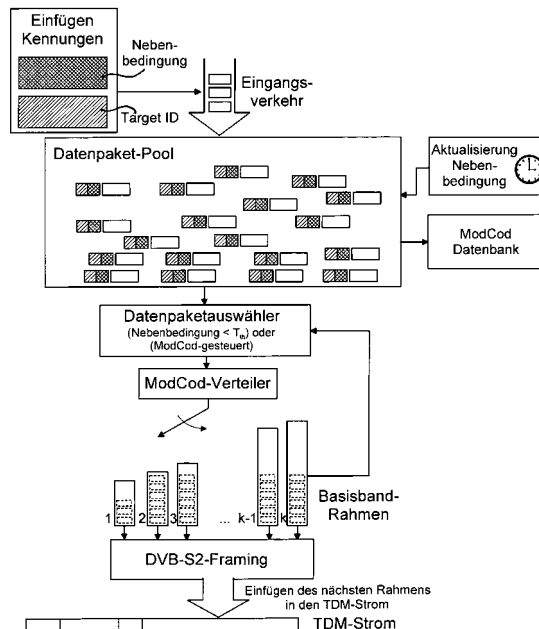 Einfügen
Kennungen
Neben-
bedingung
Target ID
Eingangs-
verkehr
Datenpaket-Pool
Aktualisierung
Neben-
bedingung
ModCod
Datenbank
Datenpaketauswähler
(Nebenbedingung < Tth) oder
(ModCod-gesteuert)
ModCod-Verteiler
Basisband-
Rahmen
1 2 3 ... k-1 k
DVB-S2-Framing
Einfügen des nächsten Rahmens
in den TDM-Strom
TDM-Strom